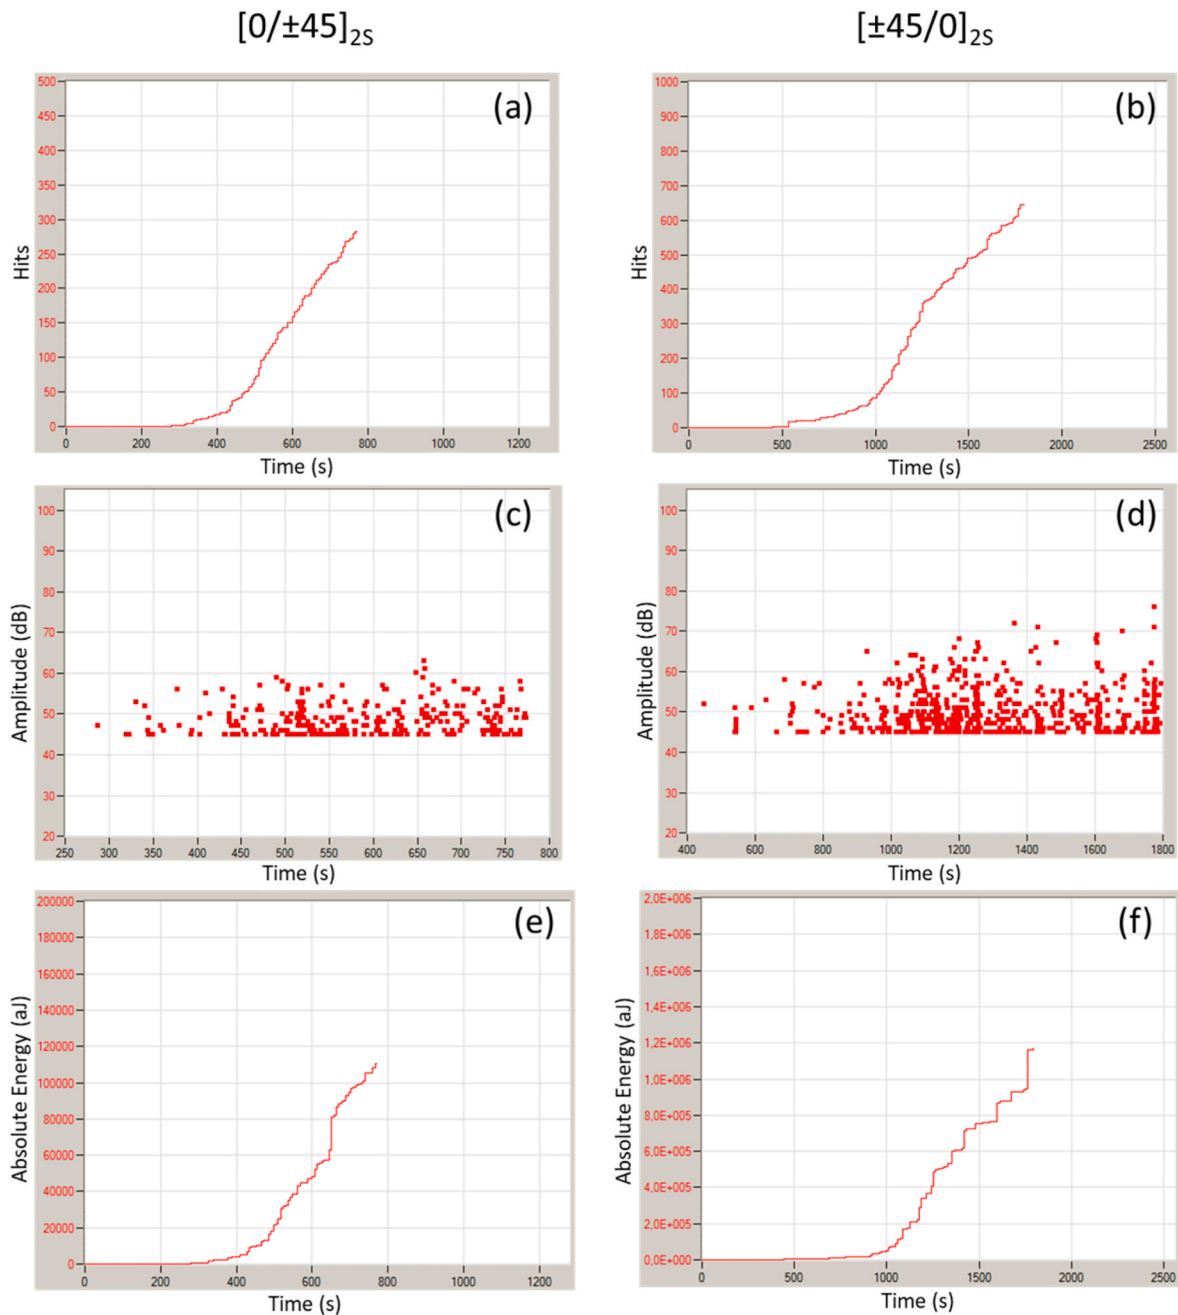 [0/±45]2S
[±45/0]2S
(a)
500
450
400
350
300
250
200
150
100
50
0
Hits
0 200 400 600 800 1000 1200
Time (s)
(b)
1000
900
800
700
600
500
400
300
200
100
0
Hits
0 500 1000 1500 2000 2500
Time (s)
(c)
100
90
80
70
60
50
40
30
20
Amplitude (dB)
250 300 350 400 450 500 550 600 650 700 750 800
Time (s)
(d)
100
90
80
70
60
50
40
30
20
Amplitude (dB)
400 600 800 1000 1200 1400 1600 1800
Time (s)
(e)
200000
180000
160000
140000
120000
100000
80000
60000
40000
20000
0
Absolute Energy (aJ)
0 200 400 600 800 1000 1200
Time (s)
(f)
2,0E+006
1,8E+006
1,6E+006
1,4E+006
1,2E+006
1,0E+006
8,0E+005
6,0E+005
4,0E+005
2,0E+005
0,0E+000
Absolute Energy (aJ)
0 500 1000 1500 2000 2500
Time (s)